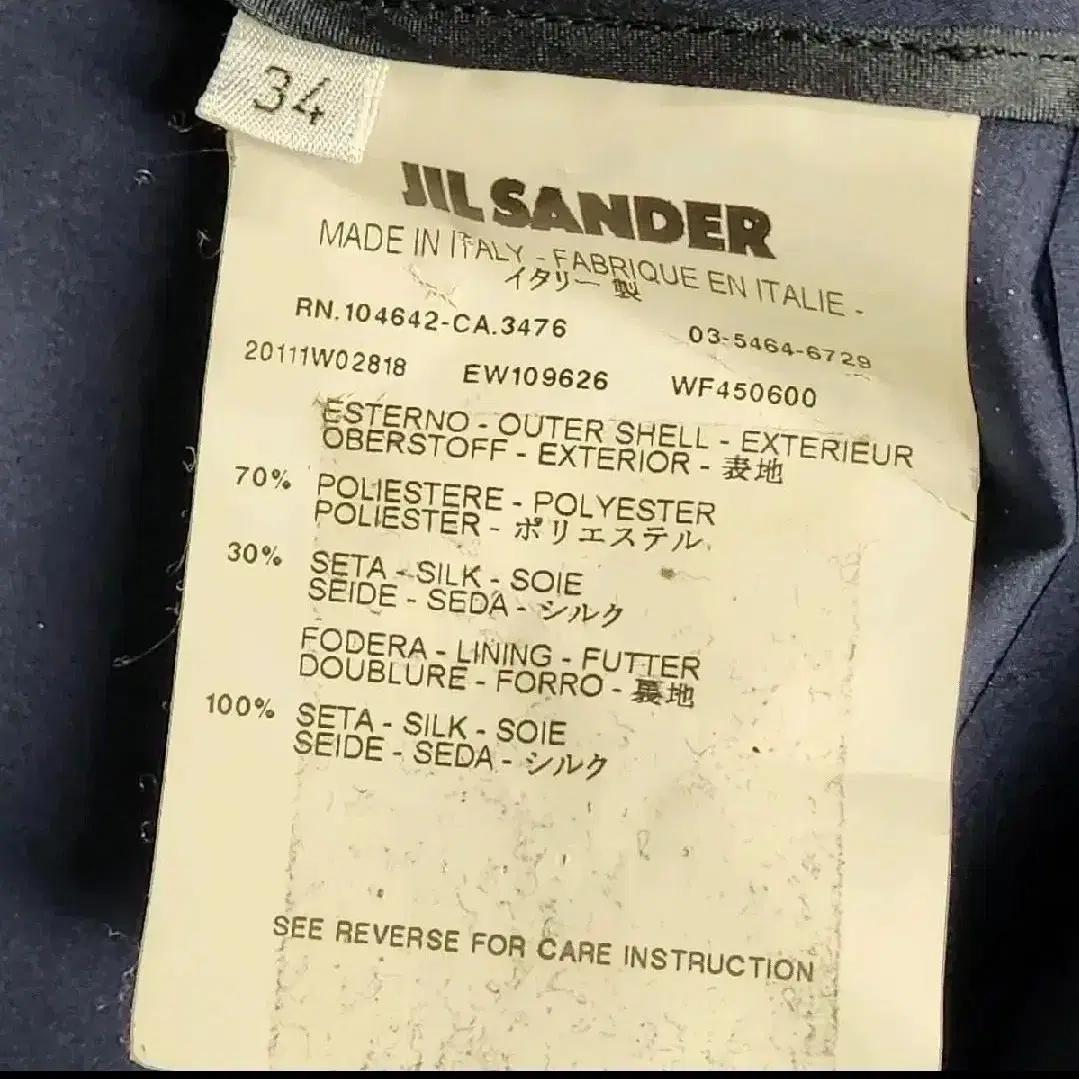 34
JIL SANDER
MADE IN ITALY - FABRIQUE EN ITALIE -
イタリー製
RN.104642-CA.3476 03-5464-6729
20111W02818 EW109626 WF450600
ESTERNO - OUTER SHELL - EXTERIEUR
OBERSTOFF - EXTERIOR - 表地
70% POLIESTERE - POLYESTER
POLIESTER - ポリエステル
30% SETA - SILK - SOIE
SEIDE - SEDA - シルク
FODERA - LINING - FUTTER
DOUBLURE - FORRO - 裏地
100% SETA - SILK - SOIE
SEIDE - SEDA - シルク
SEE REVERSE FOR CARE INSTRUCTION